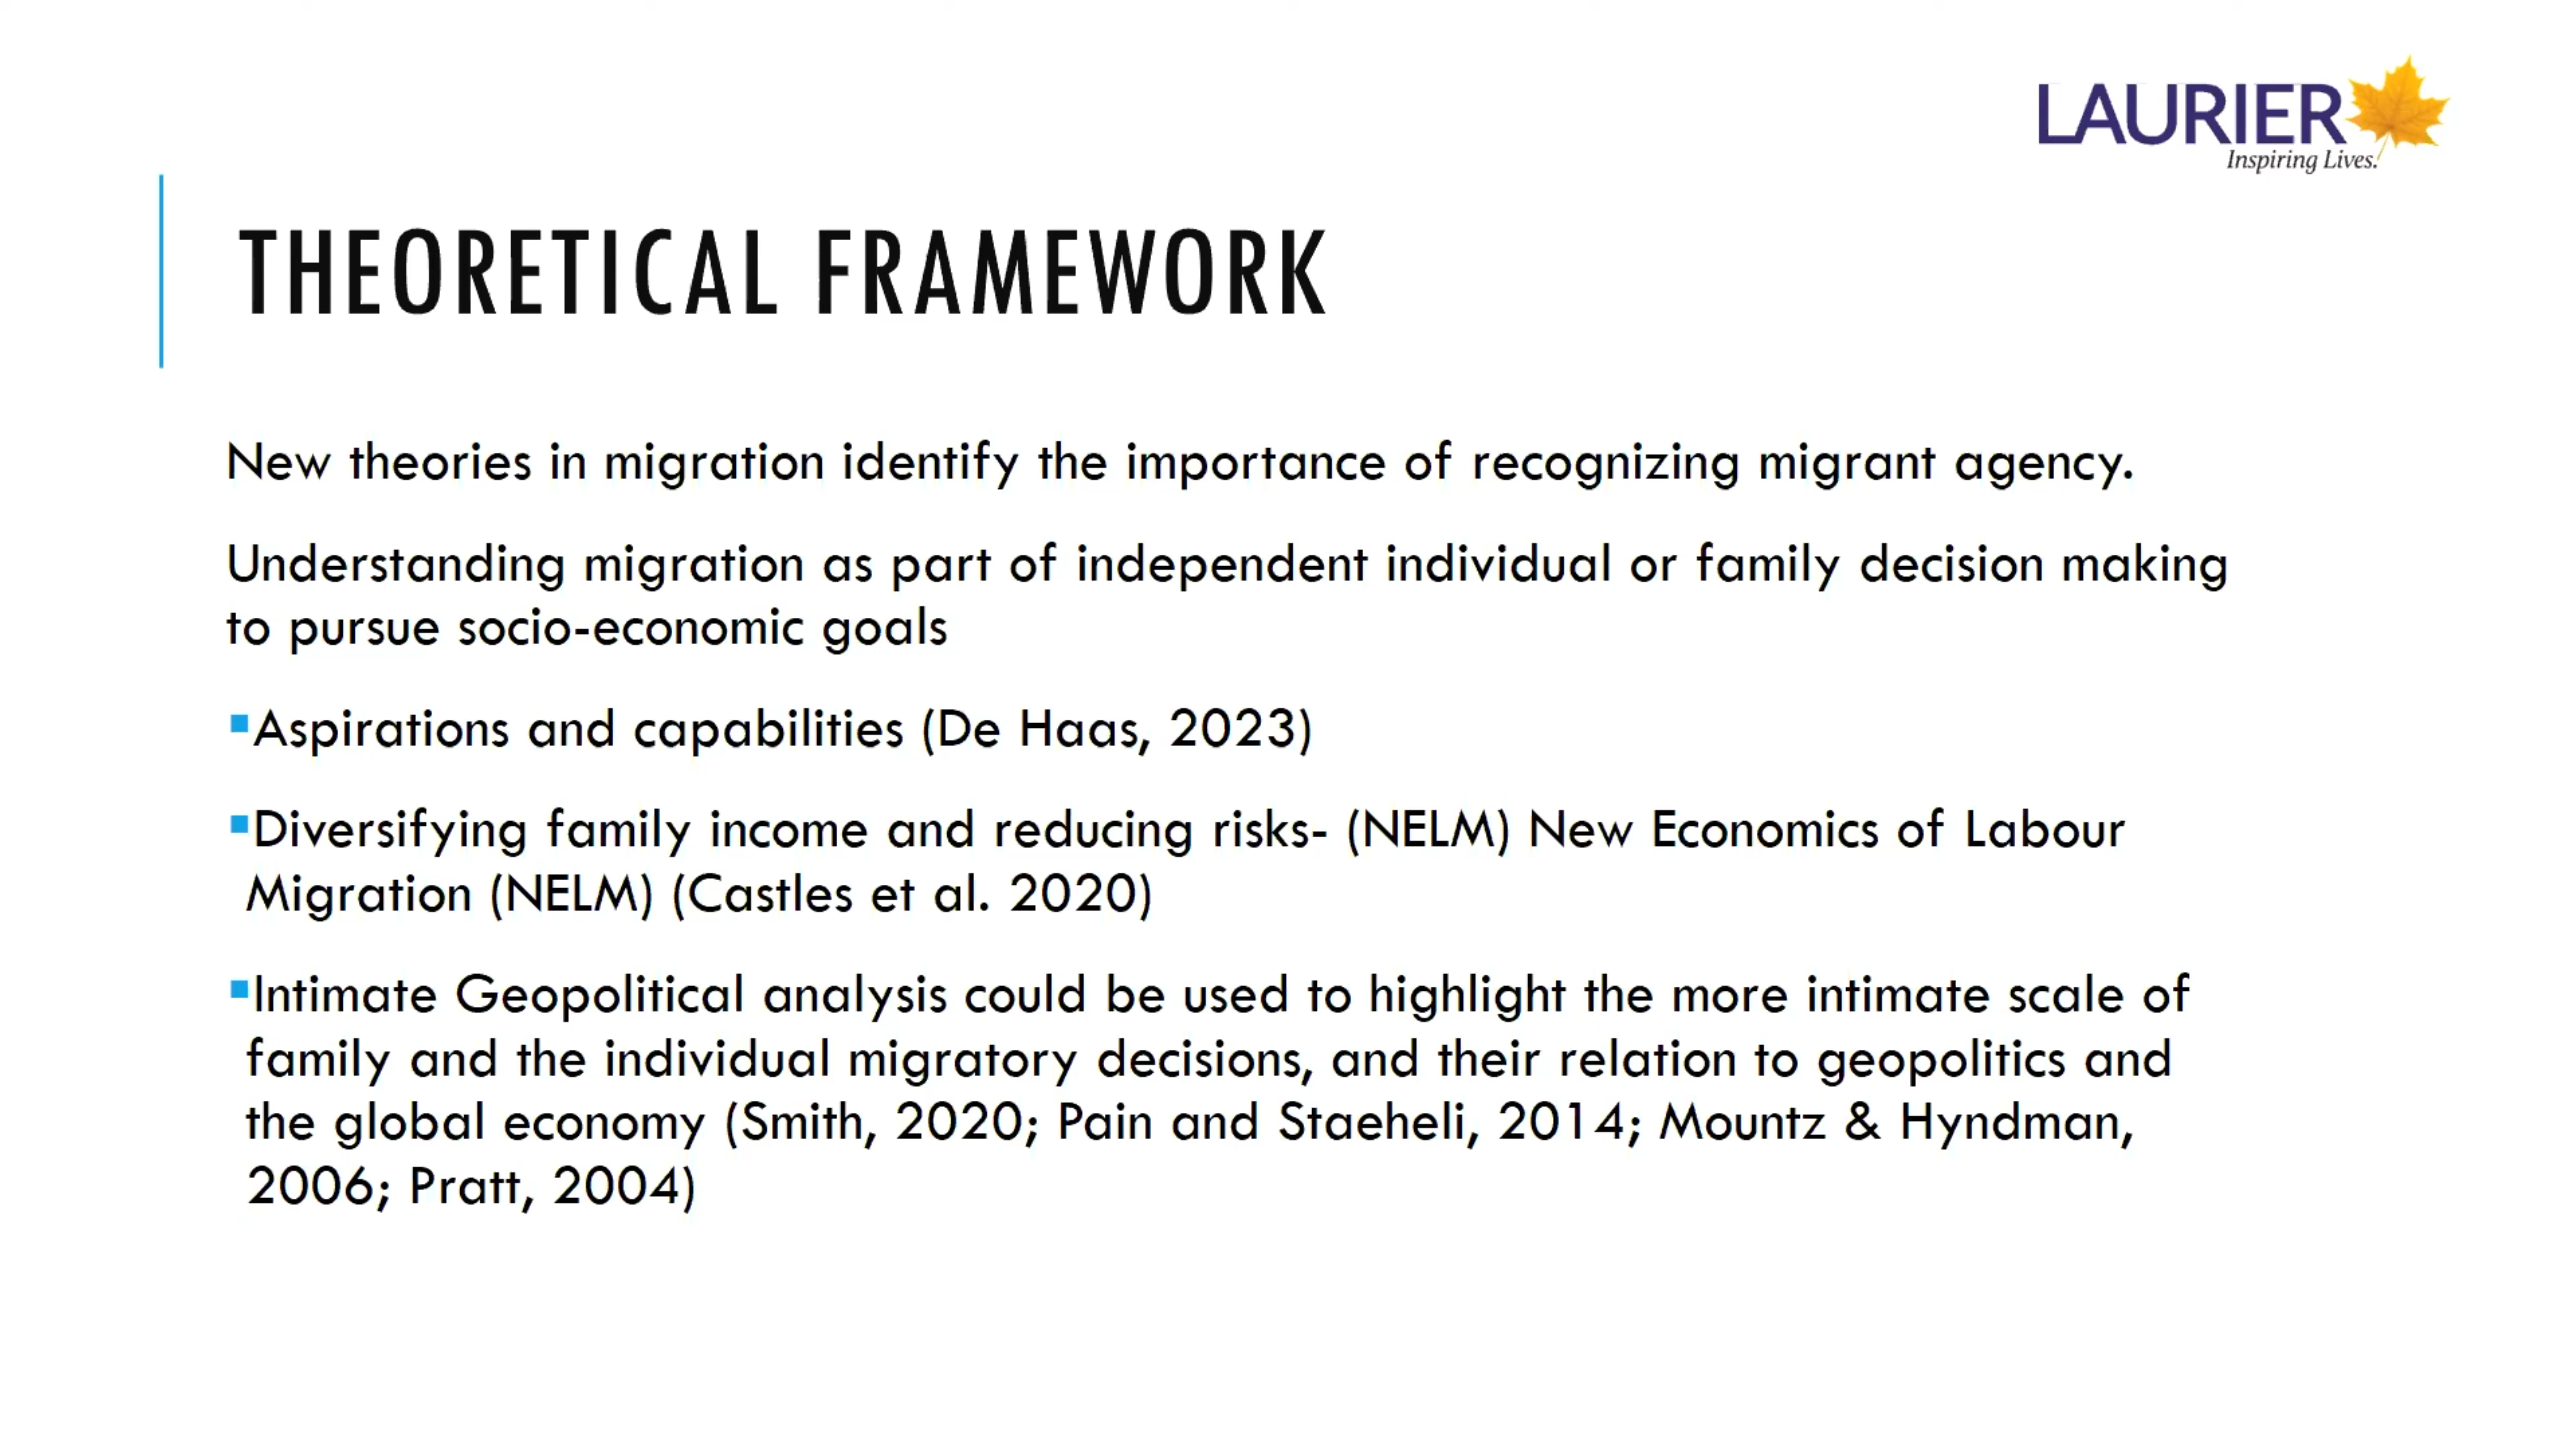 LAURIER
Inspiring Lives.
THEORETICAL FRAMEWORK
New theories in migration identify the importance of recognizing migrant agency.
Understanding migration as part of independent individual or family decision making
to pursue socio-economic goals
▪Aspirations and capabilities (De Haas, 2023)
▪Diversifying family income and reducing risks- (NELM) New Economics of Labour
Migration (NELM) (Castles et al. 2020)
▪Intimate Geopolitical analysis could be used to highlight the more intimate scale of
family and the individual migratory decisions, and their relation to geopolitics and
the global economy (Smith, 2020; Pain and Staeheli, 2014; Mountz & Hyndman,
2006; Pratt, 2004)